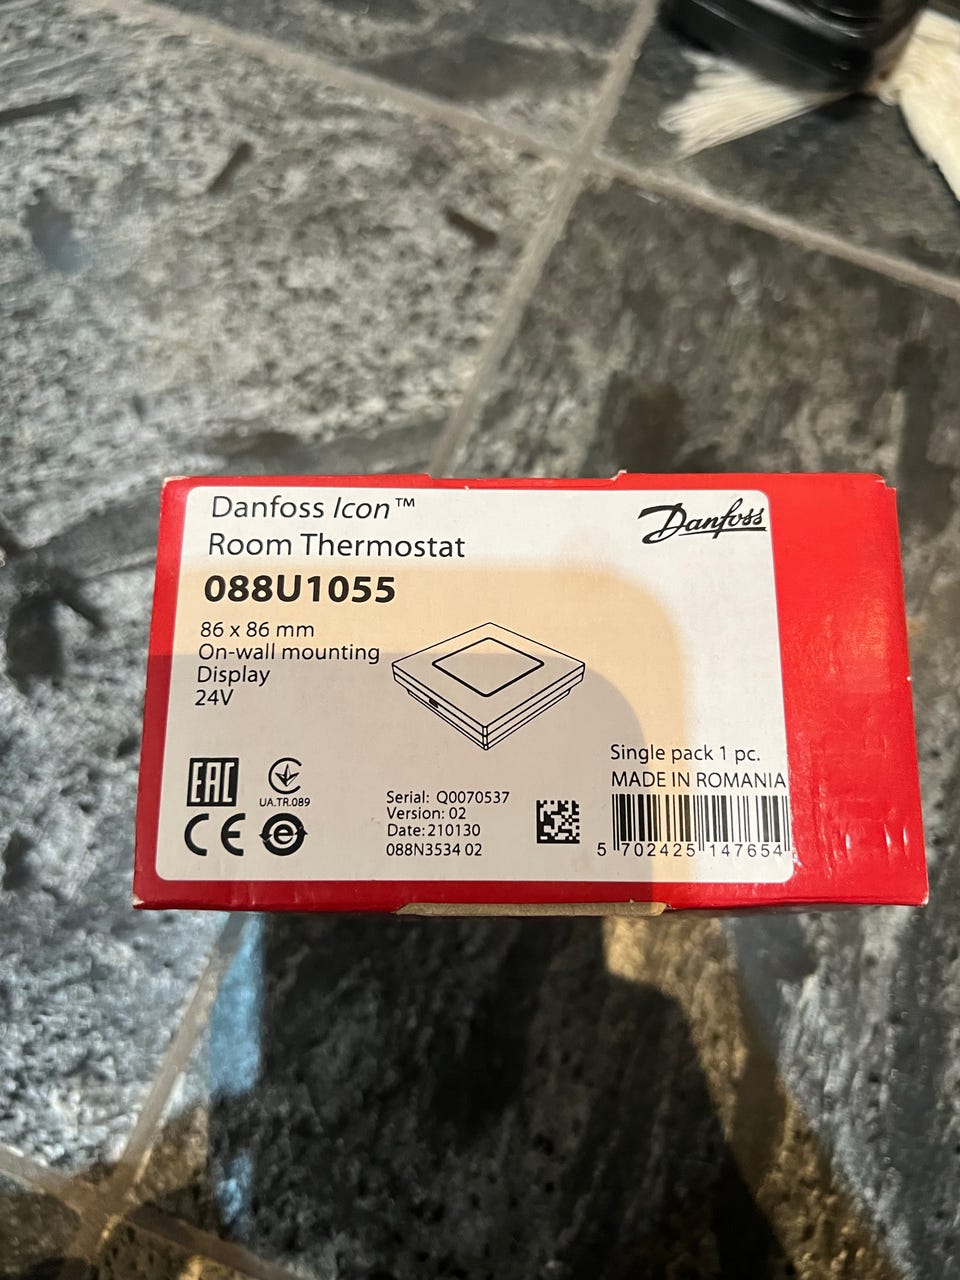 Danfoss Icon™
Danfoss
Room Thermostat
088U1055
86 x 86 mm
On-wall mounting
Display
24V
Single pack 1 pc.
MADE IN ROMANIA
EAC
UA.TR.089
CE
e
Serial: Q0070537
Version: 02
Date: 210130
088N3534 02
5 702425 147654